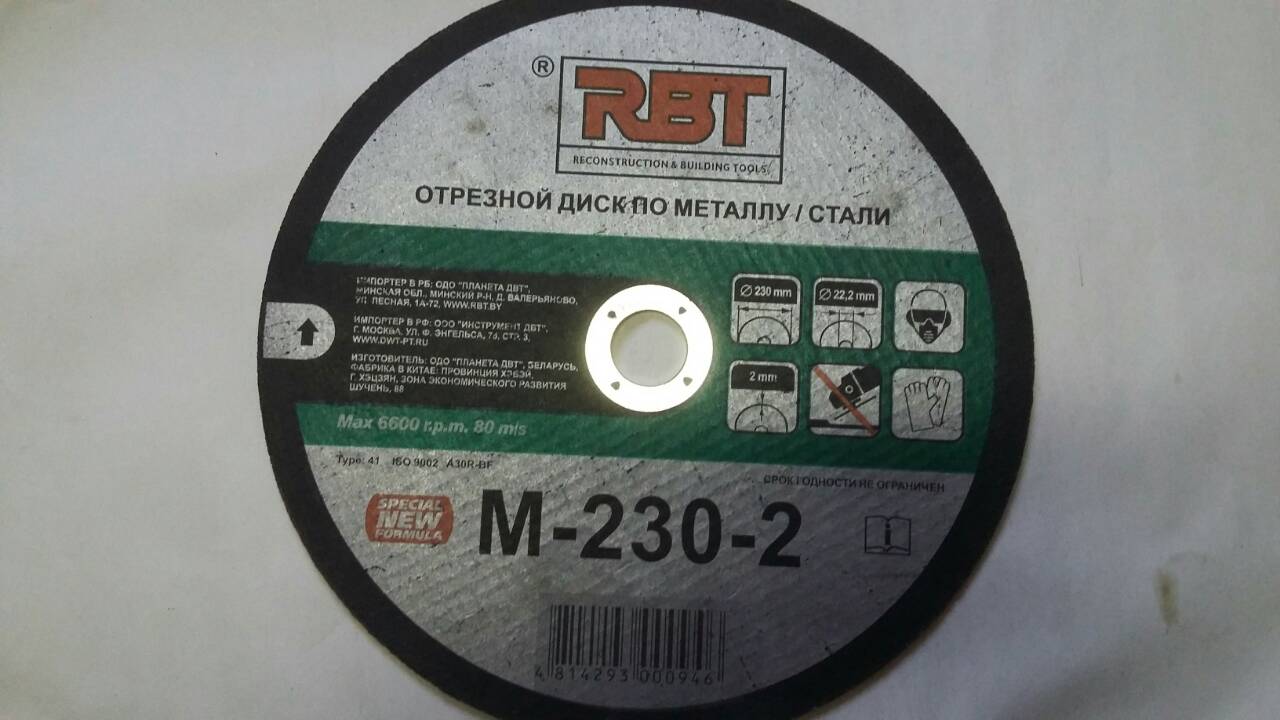 ®
RBT
RECONSTRUCTION & BUILDING TOOLS
ОТРЕЗНОЙ ДИСК ПО МЕТАЛЛУ / СТАЛИ
ИМПОРТЕР В РБ: ОДО "ПЛАНЕТА ДВТ",
МИНСКАЯ ОБЛ., МИНСКИЙ Р-Н, Д. ВАЛЕРЬЯНОВО,
УЛ. ЛЕСНАЯ, 1А-72, WWW.RBT.BY
ИМПОРТЕР В РФ: ООО "ИНСТРУМЕНТ ДВТ",
Г. МОСКВА, УЛ. Ф. ЭНГЕЛЬСА, СТР. 3,
WWW.DWT-PT.RU
ИЗГОТОВИТЕЛЬ: ОДО "ПЛАНЕТА ДВТ", БЕЛАРУСЬ,
ФАБРИКА В КИТАЕ: ПРОВИНЦИЯ ХЭБЭЙ,
Г. ХЭЦЗЯН, ЗОНА ЭКОНОМИЧЕСКОГО РАЗВИТИЯ
ШУЧЕНЬ, 88
Ø 230 mm
Ø 22,2 mm
2 mm
Max 6600 r.p.m. 80 m/s
Type: 41 ISO 9002 A30R-BF
СРОК ГОДНОСТИ НЕ ОГРАНИЧЕН
SPECIAL
NEW
FORMULA
M-230-2
i
4 814293 000946